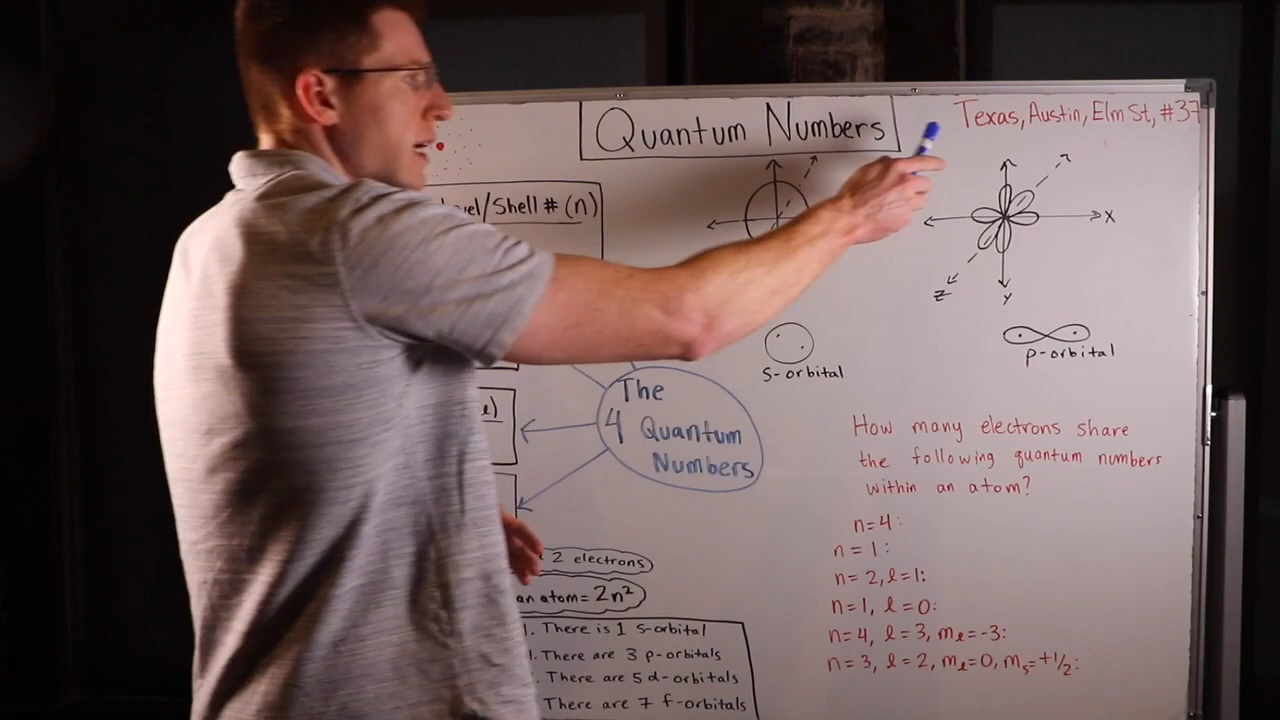 Quantum Numbers
Texas, Austin, Elm St, #37
/Shell # (n)
X
Z
Y
S-orbital
p-orbital
The
4 Quantum
Numbers
How many electrons share
the following quantum numbers
within an atom?
n=4:
n=1:
n=2, ℓ=1:
n=1, ℓ=0:
n=4, ℓ=3, mℓ=-3:
n=3, ℓ=2, mℓ=0, ms=+1/2:
2 electrons
an atom = 2n²
1. There is 1 S-orbital
1. There are 3 p-orbitals
. There are 5 d-orbitals
There are 7 f-orbitals